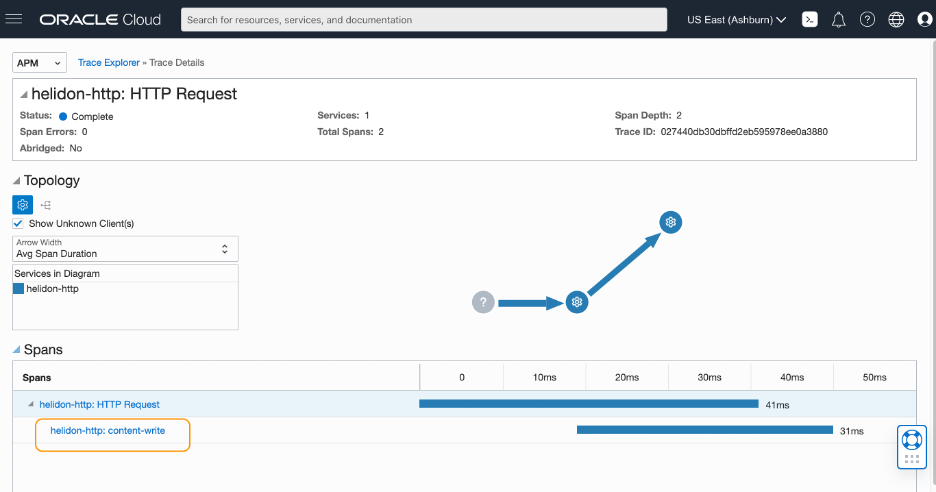 ORACLE Cloud
Search for resources, services, and documentation
US East (Ashburn)
APM
Trace Explorer » Trace Details
helidon-http: HTTP Request
Status: Complete
Services: 1
Span Depth: 2
Span Errors: 0
Total Spans: 2
Trace ID: 027440db30dbffd2eb595978ee0a3880
Abridged: No
Topology
Show Unknown Client(s)
Arrow Width
Avg Span Duration
Services in Diagram
helidon-http
?
Spans
Spans 0 10ms 20ms 30ms 40ms 50ms
helidon-http: HTTP Request 41ms
helidon-http: content-write 31ms